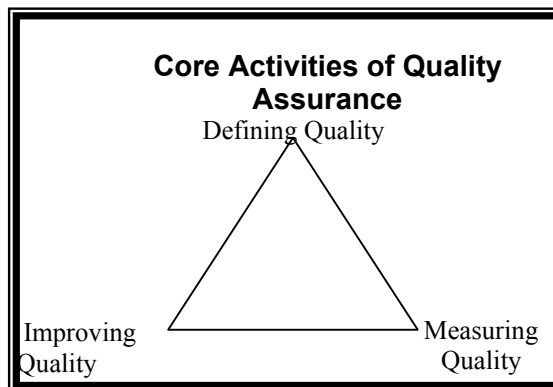 Core Activities of Quality
Assurance
Defining Quality
Improving
Quality
Measuring
Quality